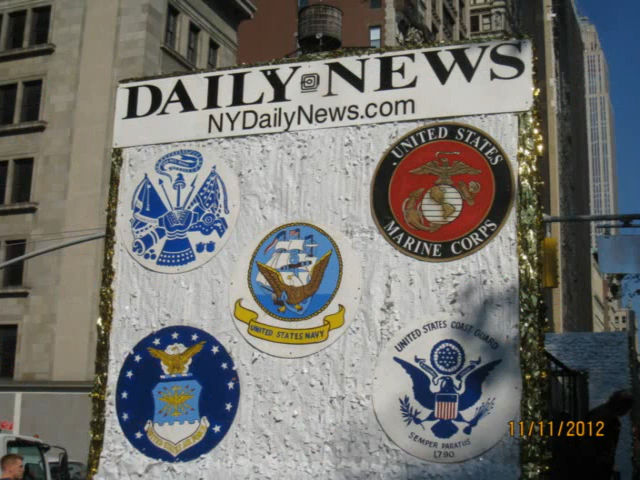 DAILY NEWS
NYDailyNews.com
UNITED STATES
MARINE CORPS
UNITED STATES NAVY
UNITED STATES COAST GUARD
SEMPER PARATUS
1790
11/11/2012